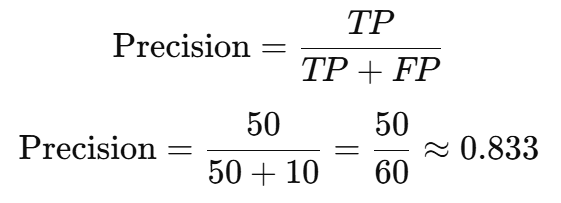 Precision = TP / (TP + FP)
Precision = 50 / (50 + 10) = 50 / 60 ≈ 0.833